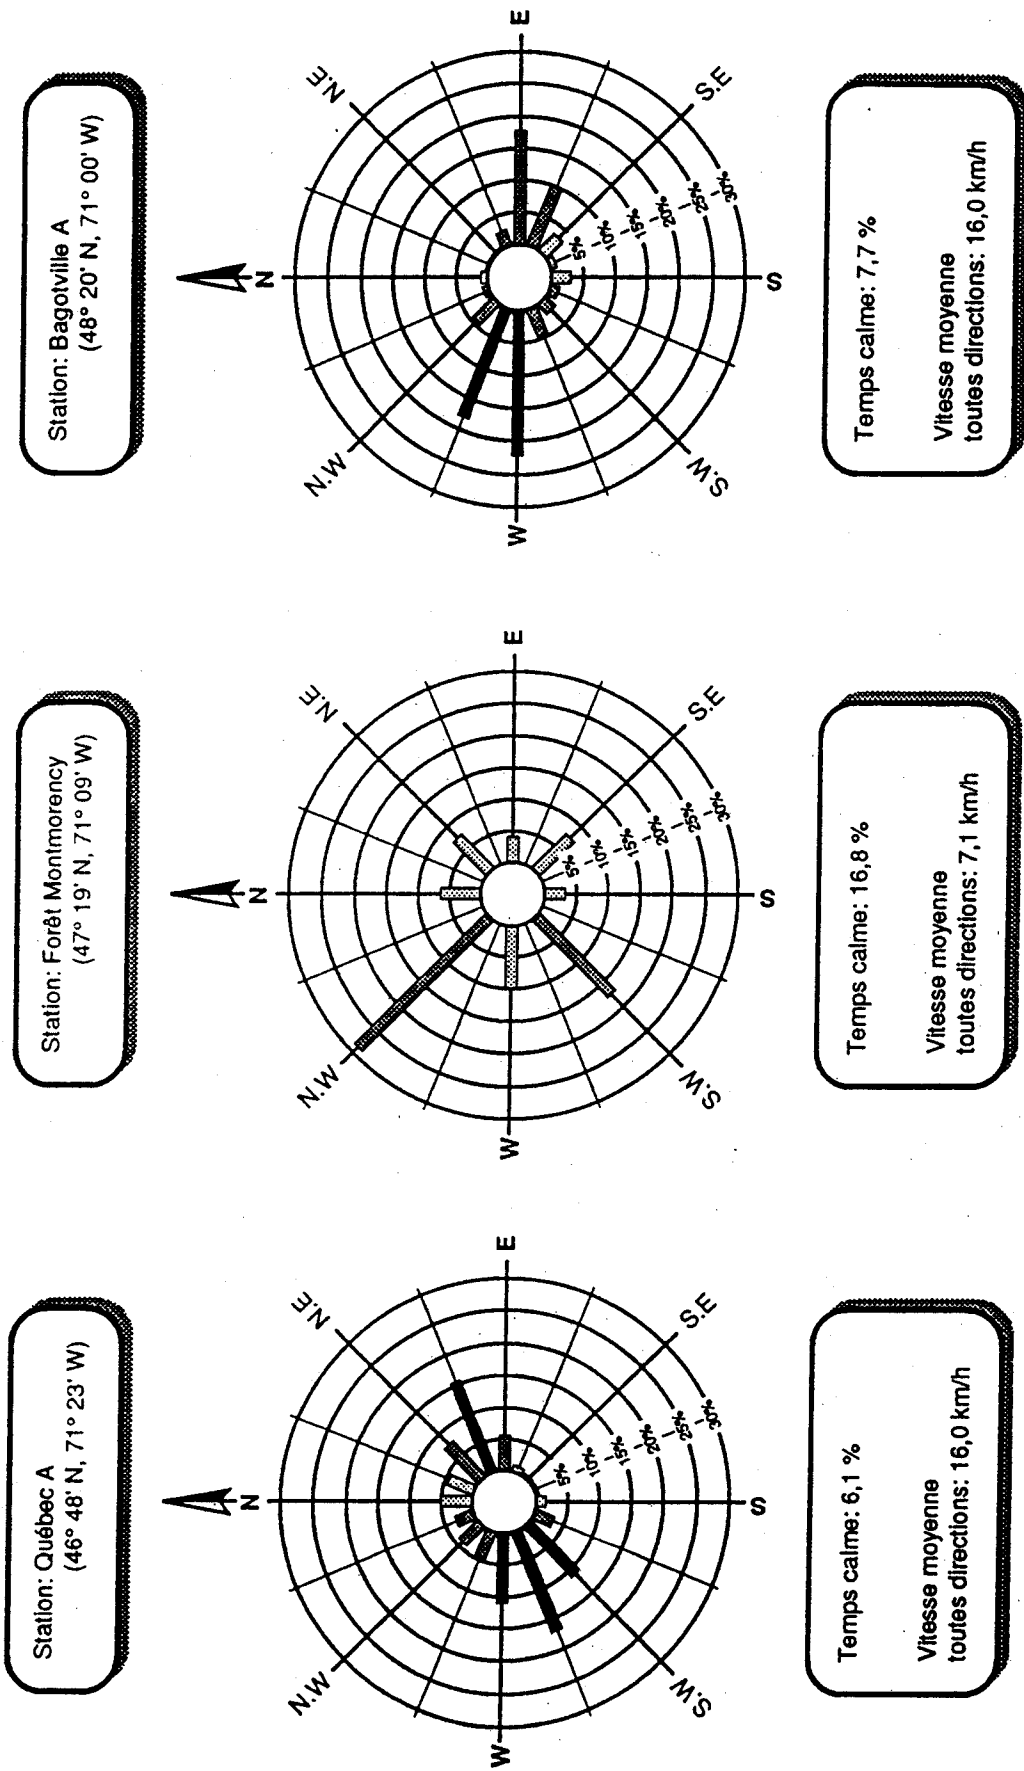 Station: Québec A
(46° 48' N, 71° 23' W)
N
N.W
N.E
W
E
5%
10%
15%
20%
25%
30%
S.W
S.E
S
Temps calme: 6,1 %
Vitesse moyenne
toutes directions: 16,0 km/h
Station: Forêt Montmorency
(47° 19' N, 71° 09' W)
N
N.W
N.E
W
E
5%
10%
15%
20%
25%
30%
S.W
S.E
S
Temps calme: 16,8 %
Vitesse moyenne
toutes directions: 7,1 km/h
Station: Bagotville A
(48° 20' N, 71° 00' W)
N
N.W
N.E
W
E
5%
10%
15%
20%
25%
30%
S.W
S.E
S
Temps calme: 7,7 %
Vitesse moyenne
toutes directions: 16,0 km/h